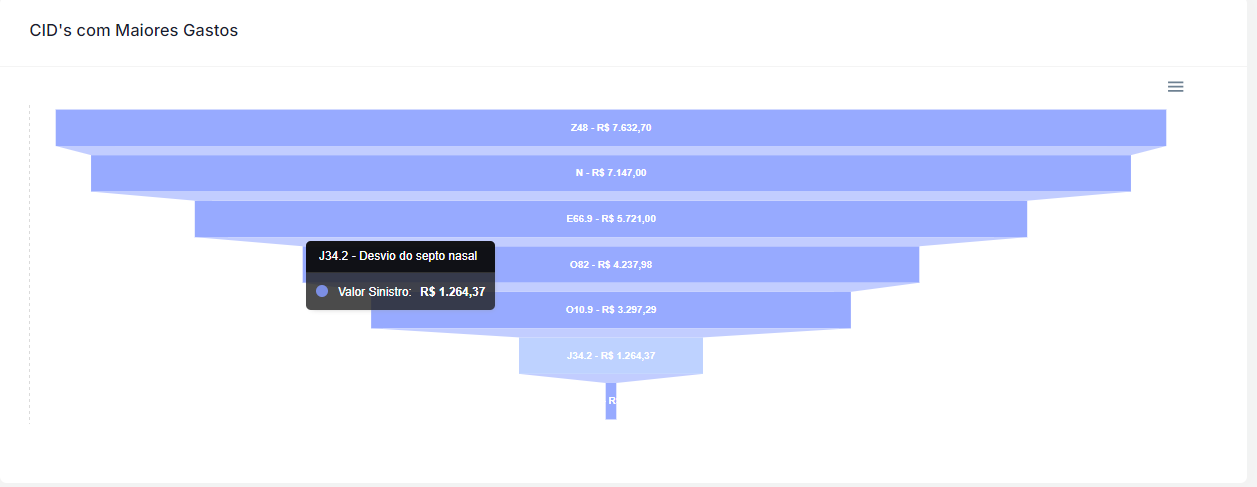 CID's com Maiores Gastos
Z48 - R$ 7.632,70
N - R$ 7.147,00
E66.9 - R$ 5.721,00
J34.2 - Desvio do septo nasal
O82 - R$ 4.237,98
Valor Sinistro: R$ 1.264,37
O10.9 - R$ 3.297,29
J34.2 - R$ 1.264,37